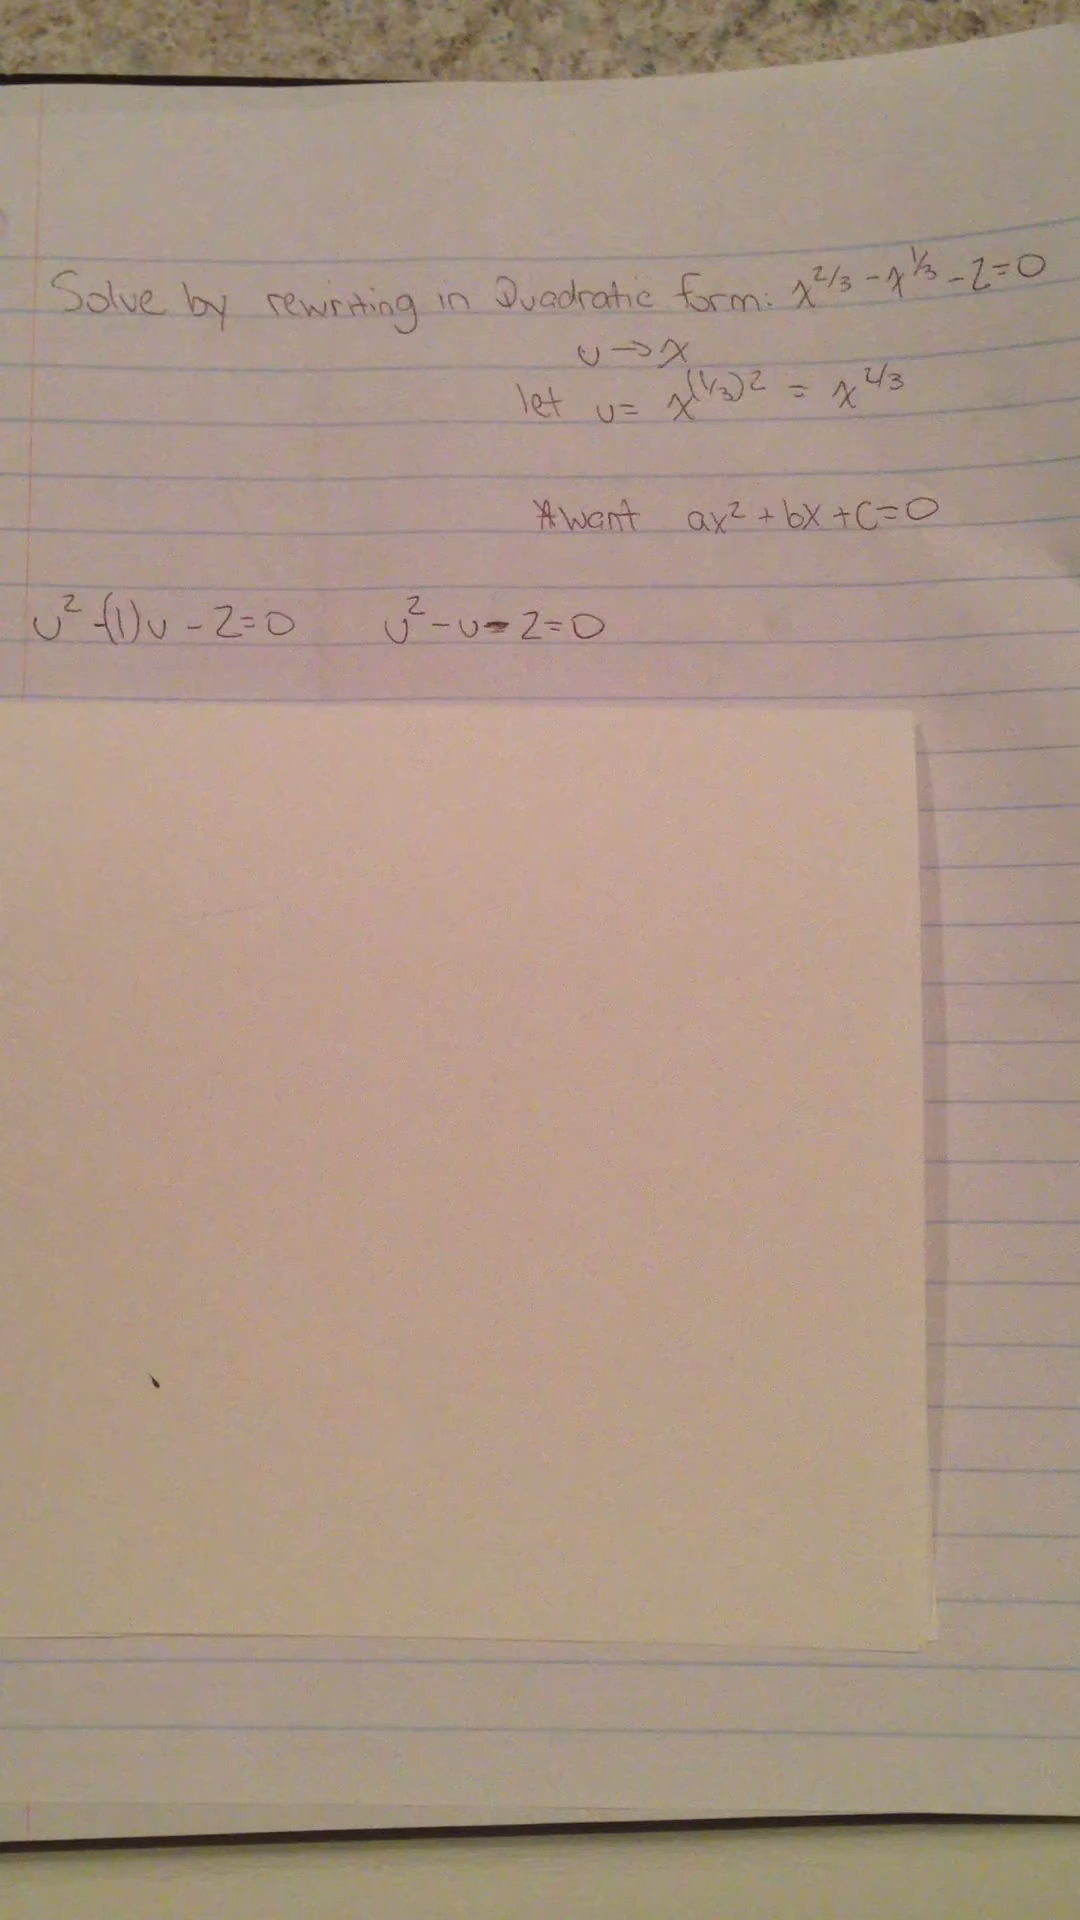 Solve by rewriting in Quadratic form: x^2/3 - x^1/3 - 2 = 0
u → x
let u = x^(1/3)2 = x^2/3
*want ax² + bx + c = 0
u² -(1)u - 2 = 0 u² - u - 2 = 0